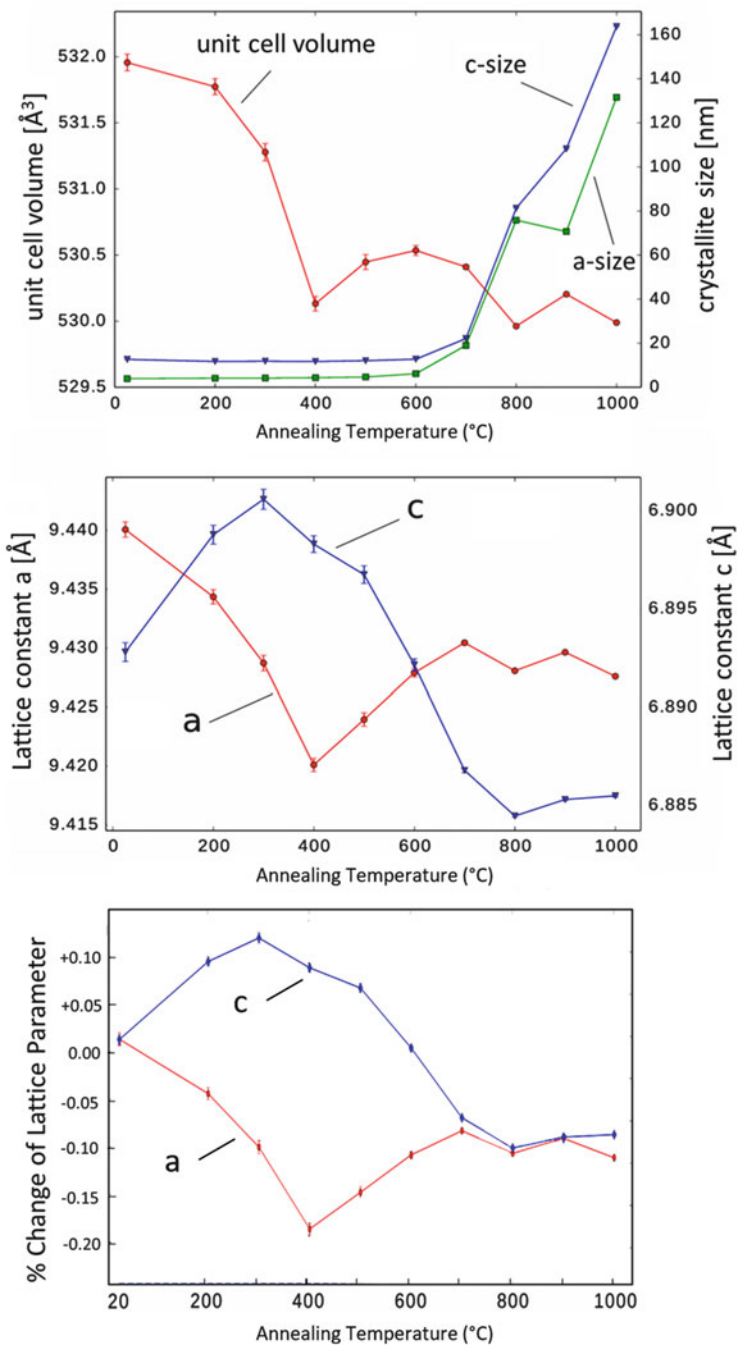 unit cell volume
c-size
a-size
unit cell volume [Å³]
532.0
531.5
531.0
530.5
530.0
529.5
crystallite size [nm]
160
140
120
100
80
60
40
20
0
0 200 400 600 800 1000
Annealing Temperature (°C)
c
a
Lattice constant a [Å]
9.440
9.435
9.430
9.425
9.420
9.415
Lattice constant c [Å]
6.900
6.895
6.890
6.885
0 200 400 600 800 1000
Annealing Temperature (°C)
c
a
% Change of Lattice Parameter
+0.10
+0.05
0.00
-0.05
-0.10
-0.15
-0.20
20 200 400 600 800 1000
Annealing Temperature (°C)